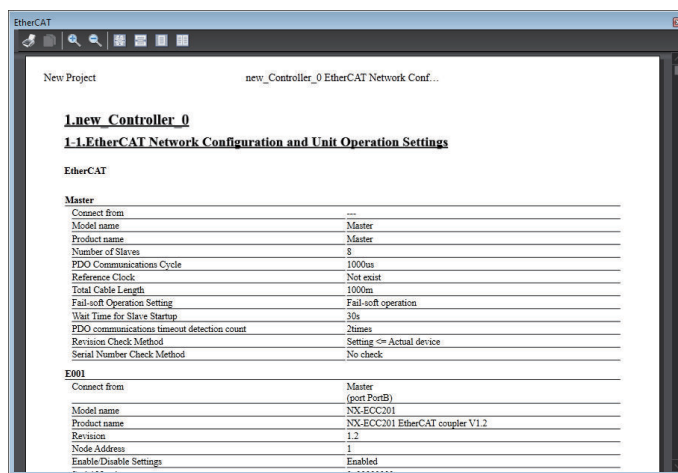 EtherCAT
New Project new_Controller_0 EtherCAT Network Conf…
1.new_Controller_0
1-1.EtherCAT Network Configuration and Unit Operation Settings
EtherCAT
Master
Connect from ---
Model name Master
Product name Master
Number of Slaves 8
PDO Communications Cycle 1000us
Reference Clock Not exist
Total Cable Length 1000m
Fail-soft Operation Setting Fail-soft operation
Wait Time for Slave Startup 30s
PDO communications timeout detection count 2times
Revision Check Method Setting <= Actual device
Serial Number Check Method No check
E001
Connect from Master
(port PortB)
Model name NX-ECC201
Product name NX-ECC201 EtherCAT coupler V1.2
Revision 1.2
Node Address 1
Enable/Disable Settings Enabled